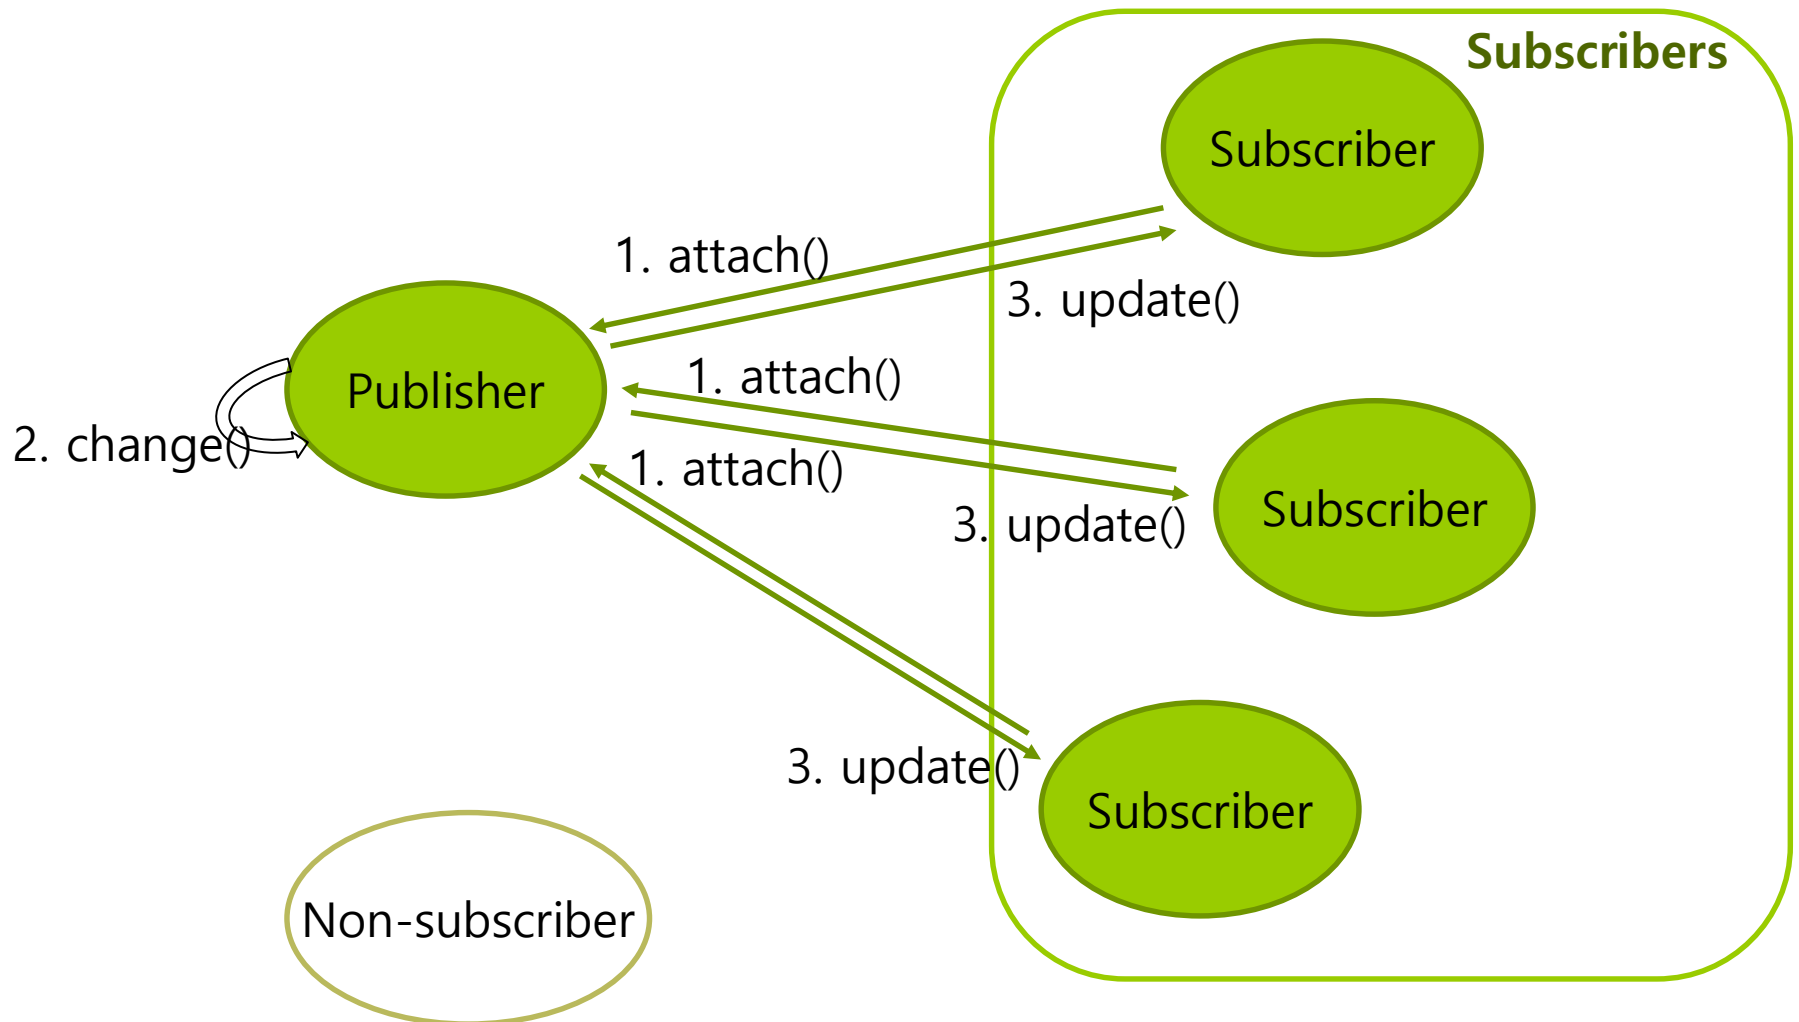 Subscribers
Subscriber
1. attach()
3. update()
Publisher
1. attach()
2. change()
1. attach()
3. update()
Subscriber
3. update()
Subscriber
Non-subscriber